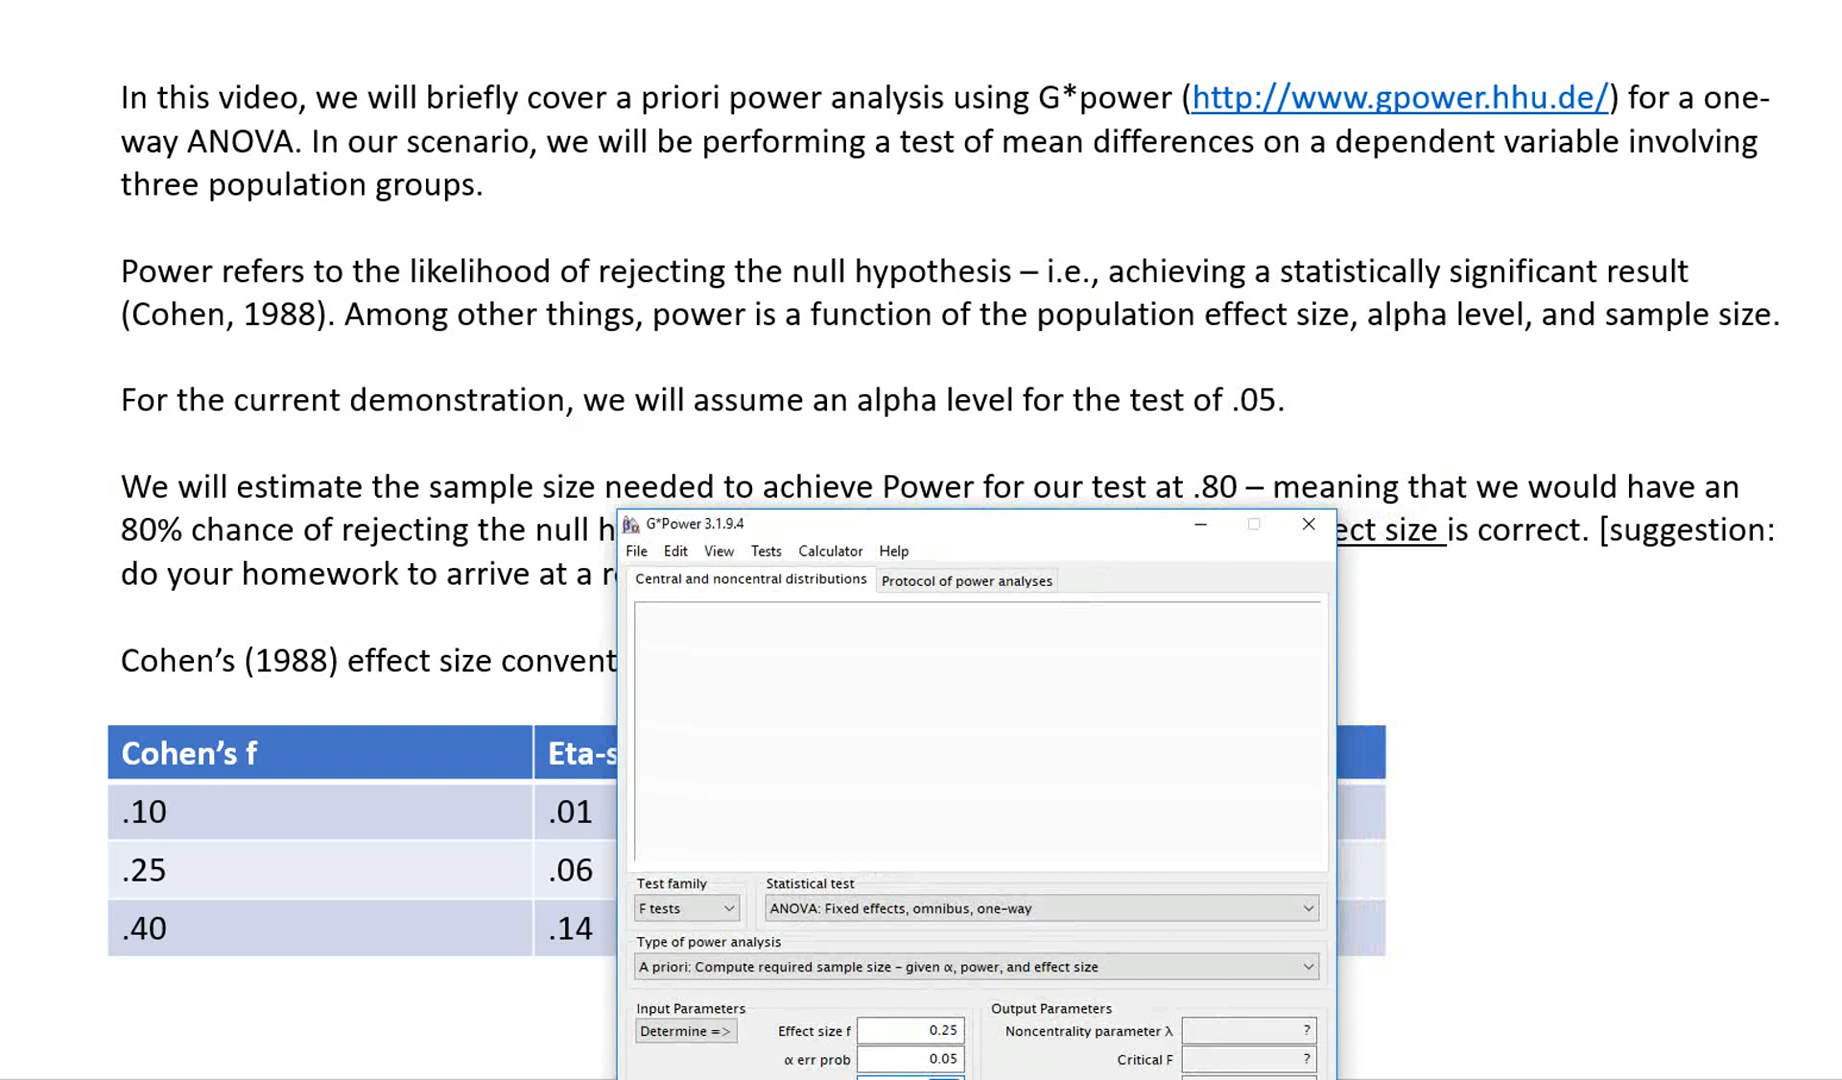 In this video, we will briefly cover a priori power analysis using G*power (http://www.gpower.hhu.de/) for a one-
way ANOVA. In our scenario, we will be performing a test of mean differences on a dependent variable involving
three population groups.
Power refers to the likelihood of rejecting the null hypothesis – i.e., achieving a statistically significant result
(Cohen, 1988). Among other things, power is a function of the population effect size, alpha level, and sample size.
For the current demonstration, we will assume an alpha level for the test of .05.
We will estimate the sample size needed to achieve Power for our test at .80 – meaning that we would have an
80% chance of rejecting the null h ect size is correct. [suggestion:
do your homework to arrive at a r
Cohen's (1988) effect size convent
Cohen's f Eta-s
.10 .01
.25 .06
.40 .14
G*Power 3.1.9.4
File Edit View Tests Calculator Help
Central and noncentral distributions Protocol of power analyses
Test family Statistical test
F tests ANOVA: Fixed effects, omnibus, one-way
Type of power analysis
A priori: Compute required sample size – given α, power, and effect size
Input Parameters Output Parameters
Determine => Effect size f 0.25 Noncentrality parameter λ ?
α err prob 0.05 Critical F ?